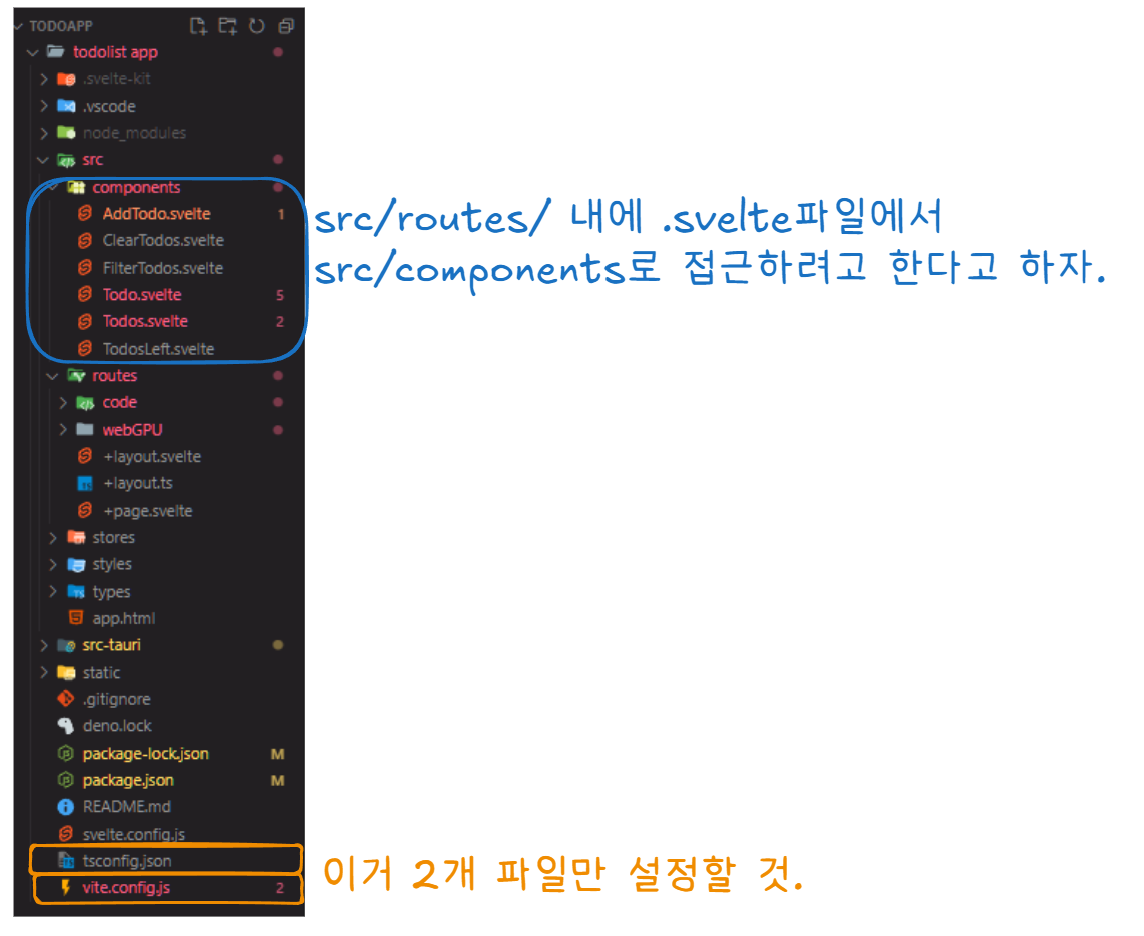 TODOAPP
todolist app
.svelte-kit
.vscode
node_modules
src
components
AddTodo.svelte 1
ClearTodos.svelte
FilterTodos.svelte
Todo.svelte 5
Todos.svelte 2
TodosLeft.svelte
src/routes/ 내에 .svelte파일에서
src/components로 접근하려고 한다고 하자.
routes
code
webGPU
+layout.svelte
+layout.ts
+page.svelte
stores
styles
types
app.html
src-tauri
static
.gitignore
deno.lock
package-lock.json M
package.json M
README.md
svelte.config.js
tsconfig.json
vite.config.js 2
이거 2개 파일만 설정할 것.